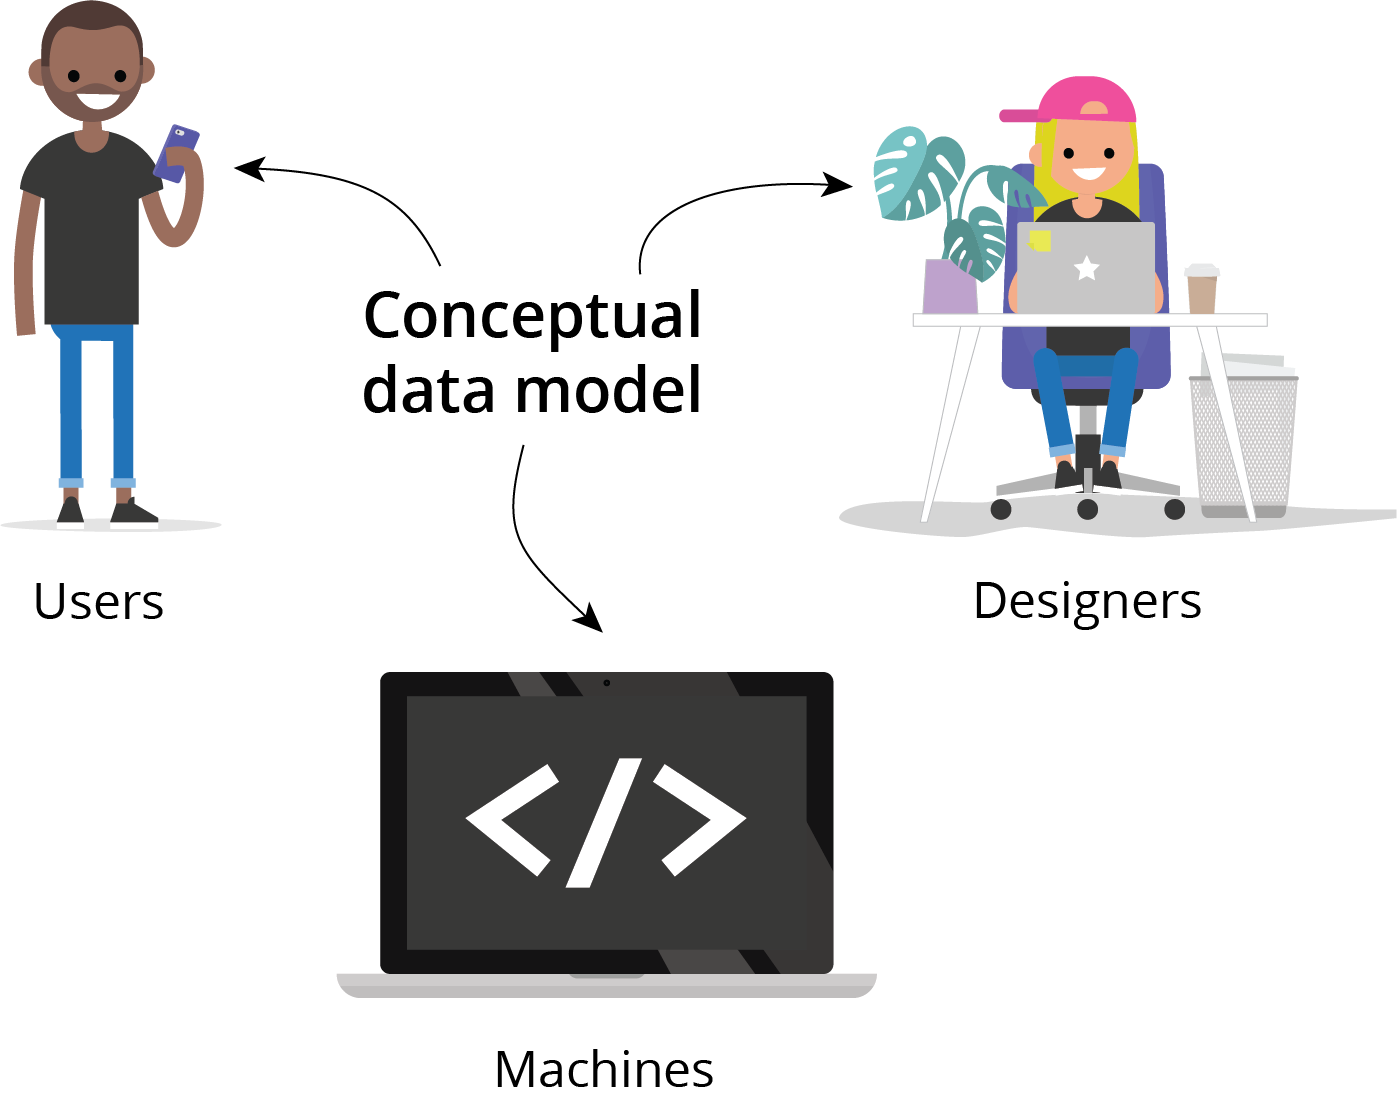 Conceptual
data model
Users
Designers
</>
Machines